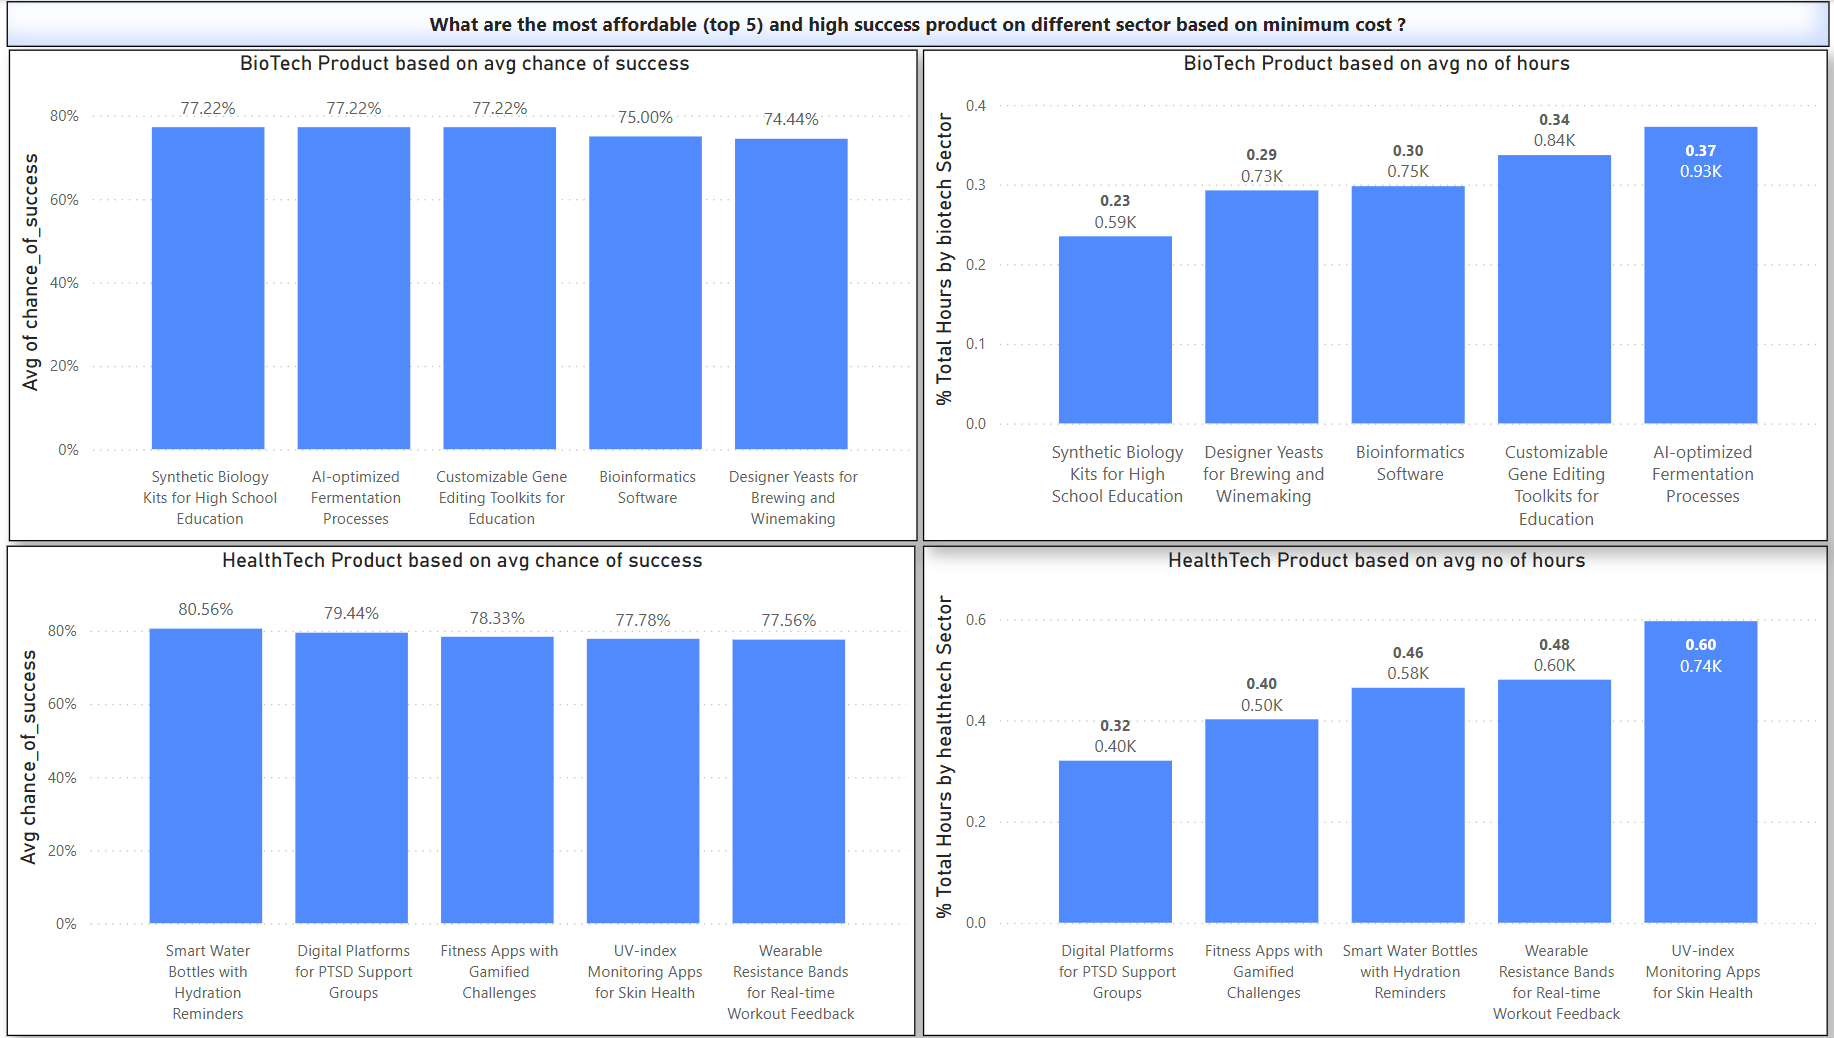 What are the most affordable (top 5) and high success product on different sector based on minimum cost ?
BioTech Product based on avg chance of success
Avg of chance_of_success
80%
60%
40%
20%
0%
77.22%
77.22%
77.22%
75.00%
74.44%
Synthetic Biology
Kits for High School
Education
AI-optimized
Fermentation
Processes
Customizable Gene
Editing Toolkits for
Education
Bioinformatics
Software
Designer Yeasts for
Brewing and
Winemaking
BioTech Product based on avg no of hours
% Total Hours by biotech Sector
0.4
0.3
0.2
0.1
0.0
0.23
0.59K
0.29
0.73K
0.30
0.75K
0.34
0.84K
0.37
0.93K
Synthetic Biology
Kits for High
School Education
Designer Yeasts
for Brewing and
Winemaking
Bioinformatics
Software
Customizable
Gene Editing
Toolkits for
Education
AI-optimized
Fermentation
Processes
HealthTech Product based on avg chance of success
Avg chance_of_success
80%
60%
40%
20%
0%
80.56%
79.44%
78.33%
77.78%
77.56%
Smart Water
Bottles with
Hydration
Reminders
Digital Platforms
for PTSD Support
Groups
Fitness Apps with
Gamified
Challenges
UV-index
Monitoring Apps
for Skin Health
Wearable
Resistance Bands
for Real-time
Workout Feedback
HealthTech Product based on avg no of hours
% Total Hours by healthtech Sector
0.6
0.4
0.2
0.0
0.32
0.40K
0.40
0.50K
0.46
0.58K
0.48
0.60K
0.60
0.74K
Digital Platforms
for PTSD Support
Groups
Fitness Apps with
Gamified
Challenges
Smart Water Bottles
with Hydration
Reminders
Wearable
Resistance Bands
for Real-time
Workout Feedback
UV-index
Monitoring Apps
for Skin Health